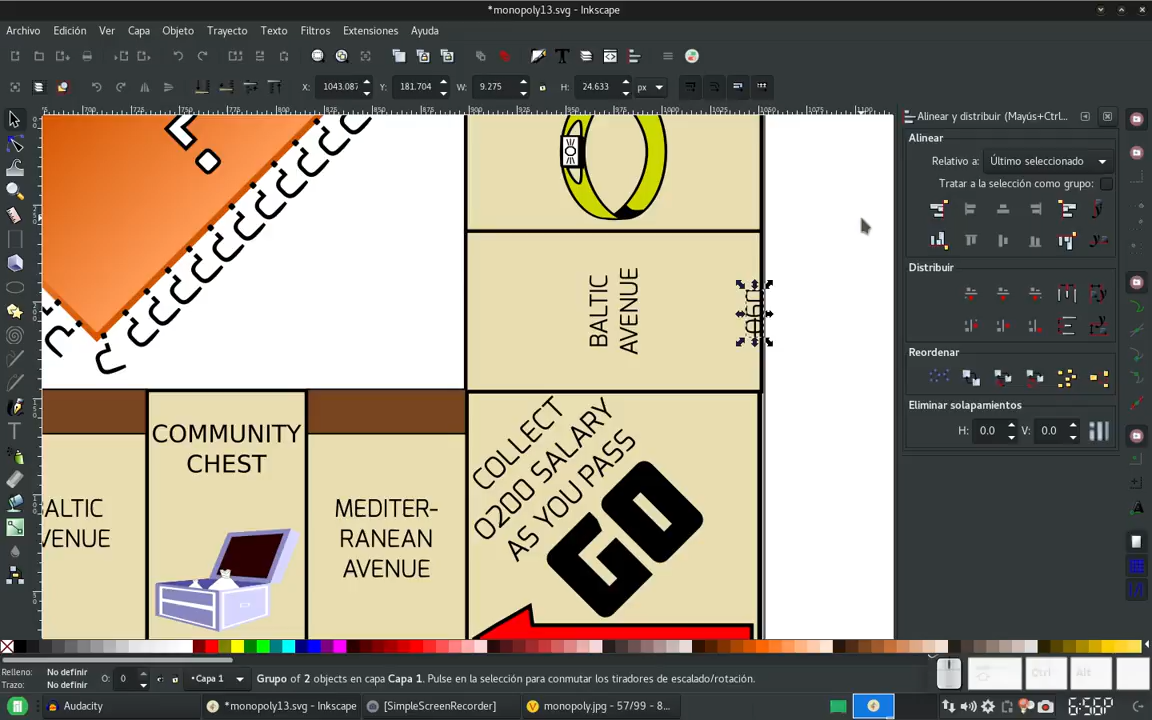 *monopoly13.svg - Inkscape
Archivo Edición Ver Capa Objeto Trayecto Texto Filtros Extensiones Ayuda
X: 1043.087 Y: 181.704 W: 9.275 H: 24.633 px
Alinear y distribuir (Mayús+Ctrl...
Alinear
Relativo a: Último seleccionado
Tratar a la selección como grupo:
Distribuir
Reordenar
Eliminar solapamientos
H: 0.0 V: 0.0
BALTIC
AVENUE
COMMUNITY
CHEST
ALTIC
VENUE
MEDITER-
RANEAN
AVENUE
COLLECT
O200 SALARY
AS YOU PASS
GO
Relleno: No definir
Trazo: No definir
O: 0
•Capa 1
Grupo of 2 objects en capa Capa 1. Pulse en la selección para conmutar los tiradores de escalado/rotación.
Ctrl Alt
Audacity
*monopoly13.svg - Inkscape
[SimpleScreenRecorder]
monopoly.jpg - 57/99 - 8...
6:56P